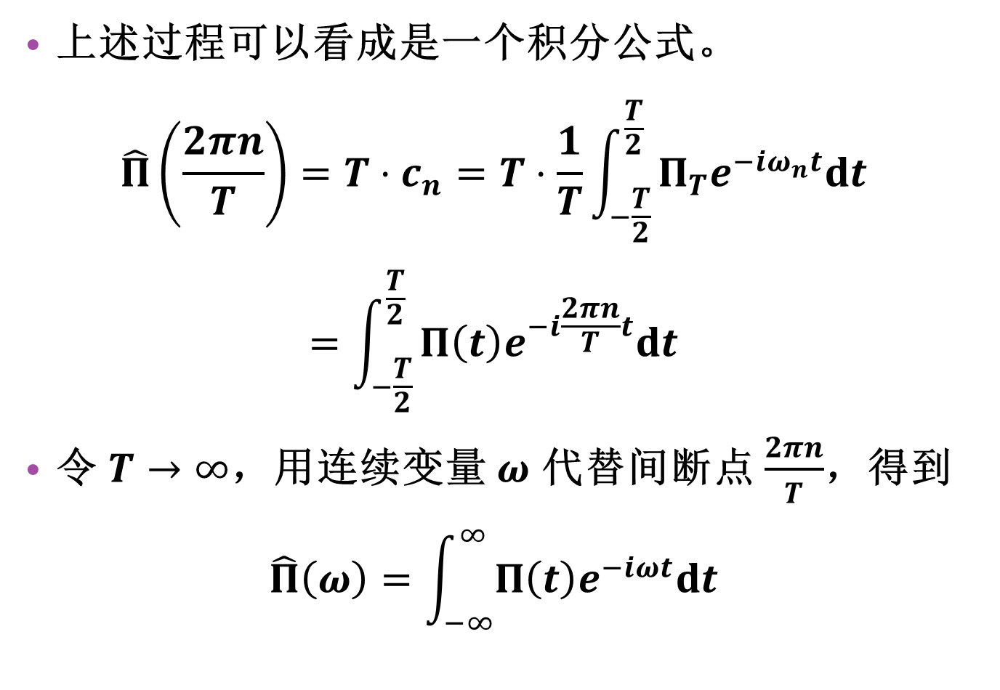 • 上述过程可以看成是一个积分公式。
$\hat{\Pi}\left(\frac{2\pi n}{T}\right) = T \cdot c_n = T \cdot \frac{1}{T} \int_{-\frac{T}{2}}^{\frac{T}{2}} \Pi_T e^{-i\omega_n t} \mathrm{d}t$
$= \int_{-\frac{T}{2}}^{\frac{T}{2}} \Pi(t) e^{-i\frac{2\pi n}{T}t} \mathrm{d}t$
• 令 $T \to \infty$，用连续变量 $\omega$ 代替间断点 $\frac{2\pi n}{T}$，得到
$\hat{\Pi}(\omega) = \int_{-\infty}^{\infty} \Pi(t) e^{-i\omega t} \mathrm{d}t$